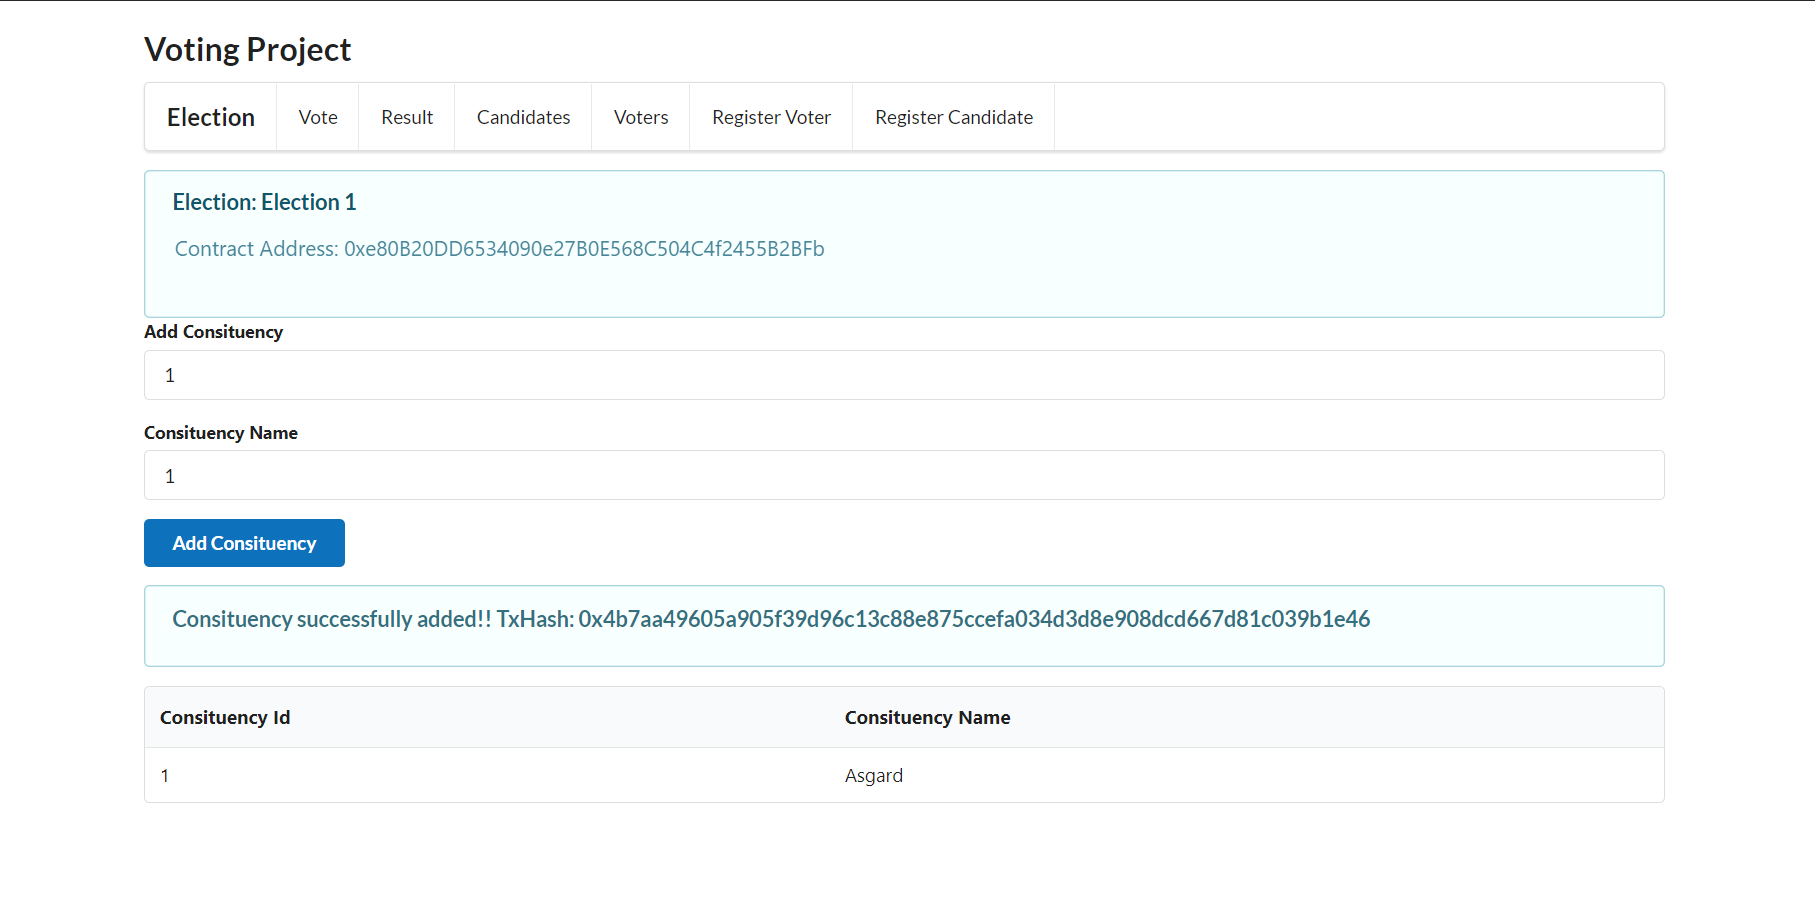 Voting Project
Election Vote Result Candidates Voters Register Voter Register Candidate
Election: Election 1
Contract Address: 0xe80B20DD6534090e27B0E568C504C4f2455B2BFb
Add Consituency
1
Consituency Name
1
Add Consituency
Consituency successfully added!! TxHash: 0x4b7aa49605a905f39d96c13c88e875ccefa034d3d8e908dcd667d81c039b1e46
Consituency Id Consituency Name
1 Asgard